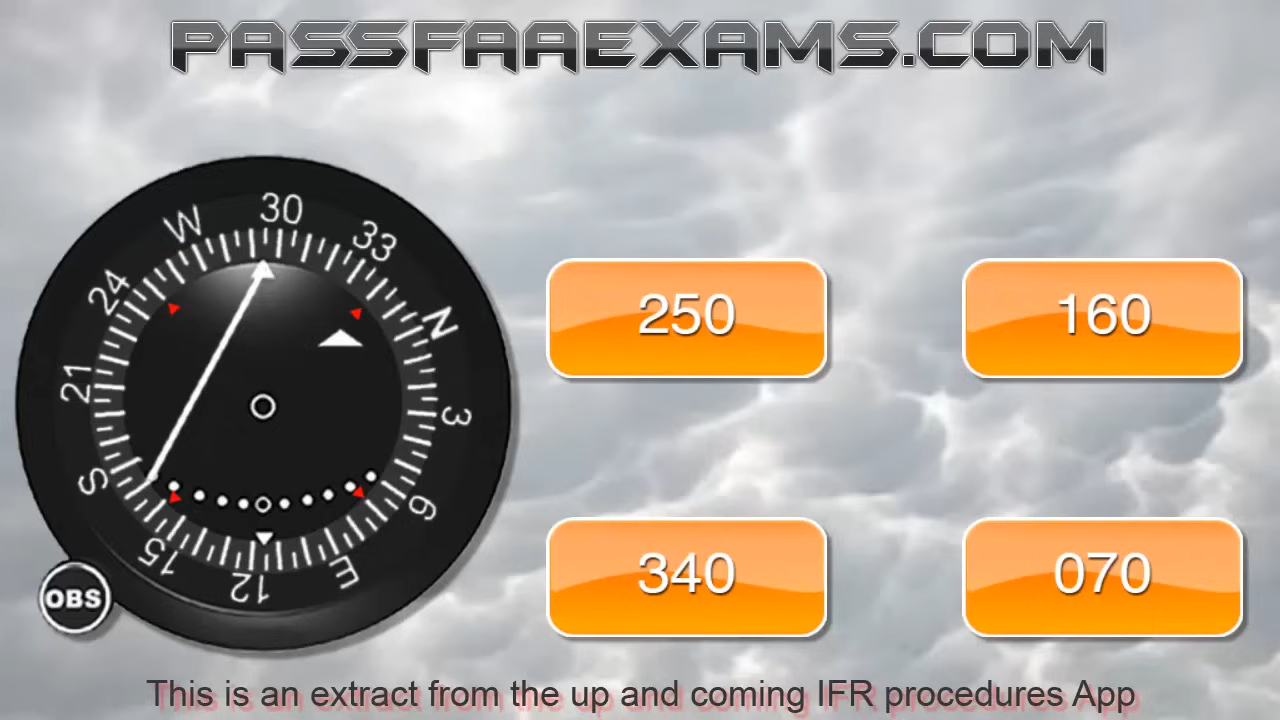 PASSFAAEXAMS.COM
W 30 33
24 N
21 3
S 6
15 12 E
OBS
250 160
340 070
This is an extract from the up and coming IFR procedures App